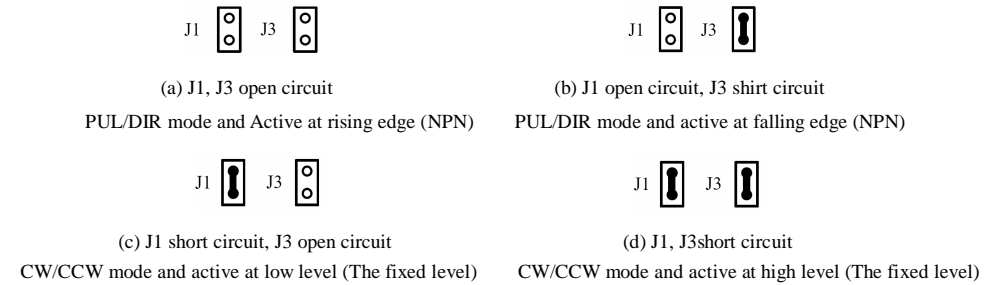 J1 J3 J1 J3
(a) J1, J3 open circuit (b) J1 open circuit, J3 shirt circuit
PUL/DIR mode and Active at rising edge (NPN) PUL/DIR mode and active at falling edge (NPN)
J1 J3 J1 J3
(c) J1 short circuit, J3 open circuit (d) J1, J3short circuit
CW/CCW mode and active at low level (The fixed level) CW/CCW mode and active at high level (The fixed level)